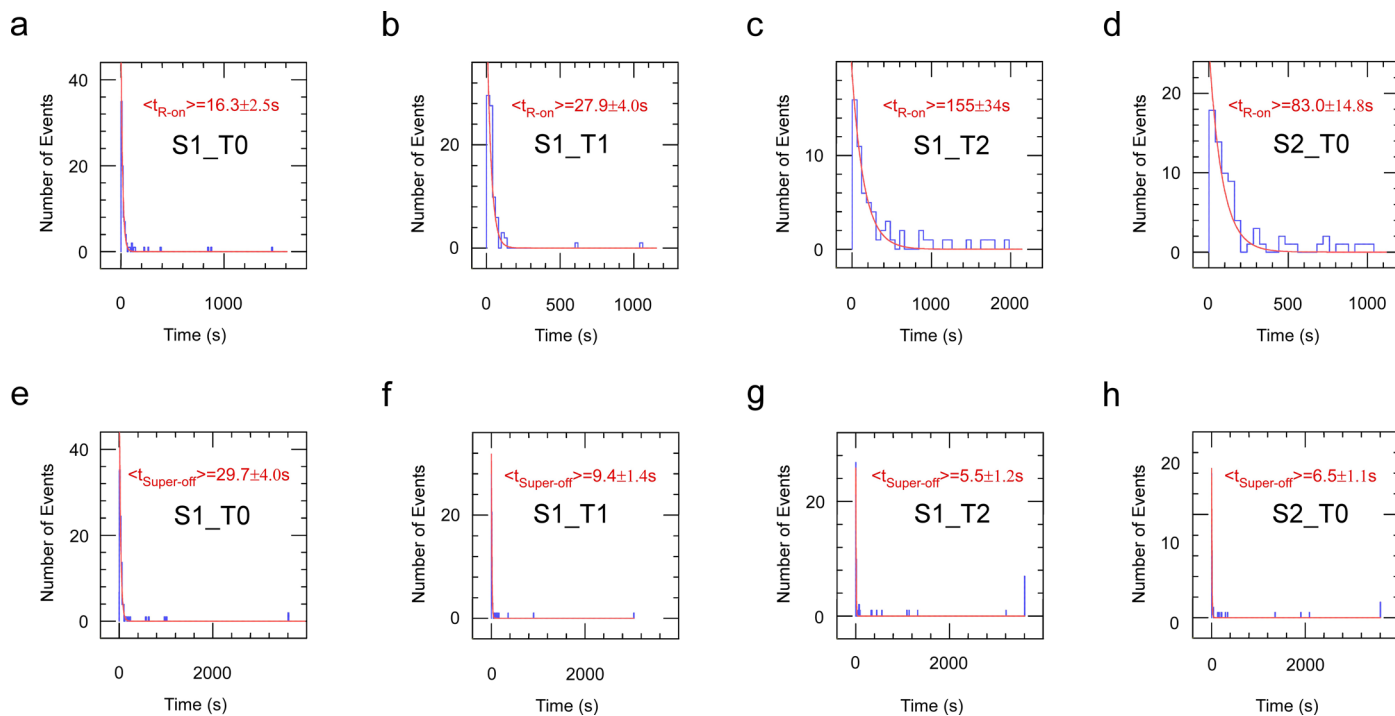 a
b
c
d
<t_R-on>=16.3±2.5s
S1_T0
<t_R-on>=27.9±4.0s
S1_T1
<t_R-on>=155±34s
S1_T2
<t_R-on>=83.0±14.8s
S2_T0
Number of Events
40
20
0
0 1000
Time (s)
Number of Events
20
0
0 500 1000
Time (s)
Number of Events
10
0
0 1000 2000
Time (s)
Number of Events
20
10
0
0 500 1000
Time (s)
e
f
g
h
<t_Super-off>=29.7±4.0s
S1_T0
<t_Super-off>=9.4±1.4s
S1_T1
<t_Super-off>=5.5±1.2s
S1_T2
<t_Super-off>=6.5±1.1s
S2_T0
Number of Events
40
20
0
0 2000
Time (s)
Number of Events
20
0
0 2000
Time (s)
Number of Events
20
0
0 2000
Time (s)
Number of Events
20
10
0
0 2000
Time (s)